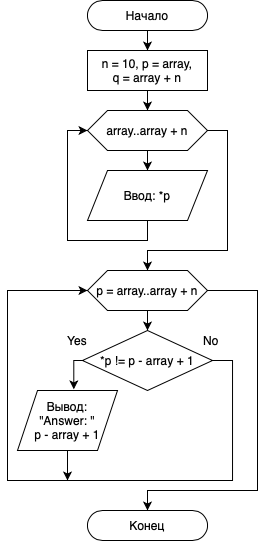 Начало
n = 10, p = array,
q = array + n
array..array + n
Ввод: *p
p = array..array + n
Yes
No
*p != p - array + 1
Вывод:
"Answer: "
p - array + 1
Конец